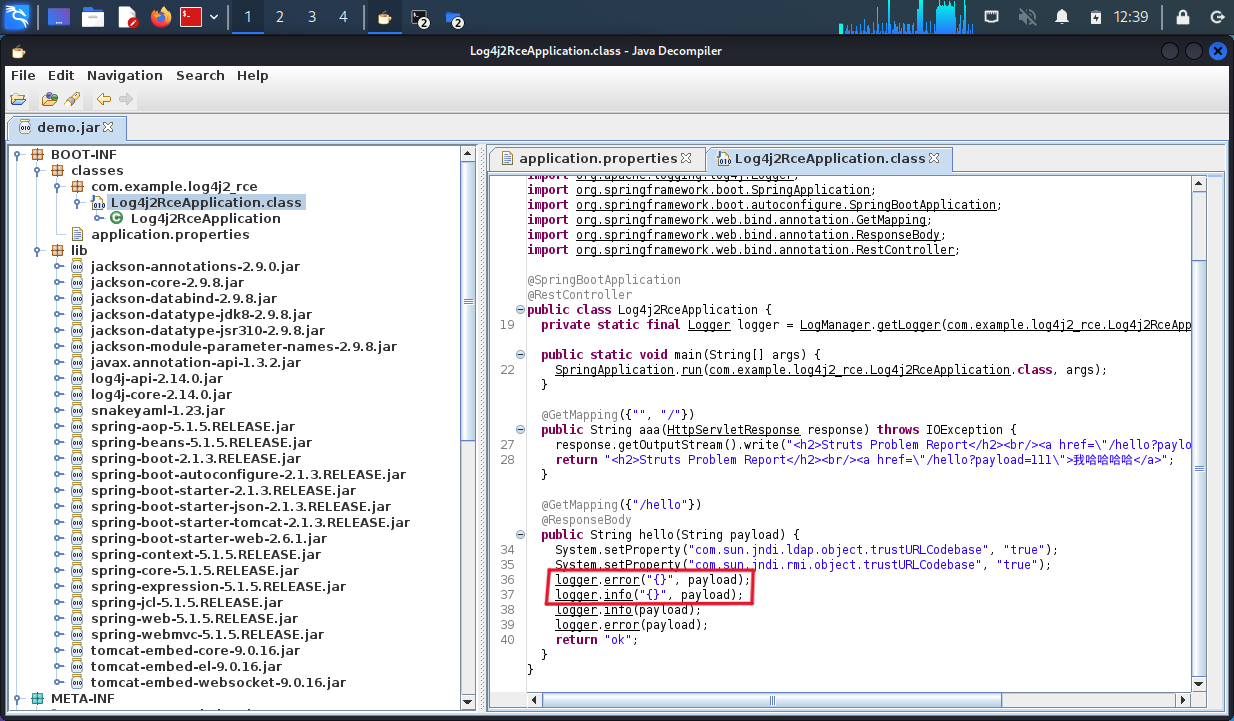 1 2 3 4 2 2 12:39
Log4j2RceApplication.class - Java Decompiler
File Edit Navigation Search Help
demo.jar
BOOT-INF
classes
com.example.log4j2_rce
Log4j2RceApplication.class
Log4j2RceApplication
application.properties
lib
jackson-annotations-2.9.0.jar
jackson-core-2.9.8.jar
jackson-databind-2.9.8.jar
jackson-datatype-jdk8-2.9.8.jar
jackson-datatype-jsr310-2.9.8.jar
jackson-module-parameter-names-2.9.8.jar
javax.annotation-api-1.3.2.jar
log4j-api-2.14.0.jar
log4j-core-2.14.0.jar
snakeyaml-1.23.jar
spring-aop-5.1.5.RELEASE.jar
spring-beans-5.1.5.RELEASE.jar
spring-boot-2.1.3.RELEASE.jar
spring-boot-autoconfigure-2.1.3.RELEASE.jar
spring-boot-starter-2.1.3.RELEASE.jar
spring-boot-starter-json-2.1.3.RELEASE.jar
spring-boot-starter-tomcat-2.1.3.RELEASE.jar
spring-boot-starter-web-2.6.1.jar
spring-context-5.1.5.RELEASE.jar
spring-core-5.1.5.RELEASE.jar
spring-expression-5.1.5.RELEASE.jar
spring-jcl-5.1.5.RELEASE.jar
spring-web-5.1.5.RELEASE.jar
spring-webmvc-5.1.5.RELEASE.jar
tomcat-embed-core-9.0.16.jar
tomcat-embed-el-9.0.16.jar
tomcat-embed-websocket-9.0.16.jar
META-INF
application.properties Log4j2RceApplication.class
import org.apache.logging.log4j.Logger;
import org.springframework.boot.SpringApplication;
import org.springframework.boot.autoconfigure.SpringBootApplication;
import org.springframework.web.bind.annotation.GetMapping;
import org.springframework.web.bind.annotation.ResponseBody;
import org.springframework.web.bind.annotation.RestController;
@SpringBootApplication
@RestController
public class Log4j2RceApplication {
19 private static final Logger logger = LogManager.getLogger(com.example.log4j2_rce.Log4j2RceApp
public static void main(String[] args) {
22 SpringApplication.run(com.example.log4j2_rce.Log4j2RceApplication.class, args);
}
@GetMapping({"", "/"})
public String aaa(HttpServletResponse response) throws IOException {
27 response.getOutputStream().write("<h2>Struts Problem Report</h2><br/><a href=\"/hello?paylo
28 return "<h2>Struts Problem Report</h2><br/><a href=\"/hello?payload=111\">我哈哈哈哈</a>";
}
@GetMapping({"/hello"})
@ResponseBody
public String hello(String payload) {
34 System.setProperty("com.sun.jndi.ldap.object.trustURLCodebase", "true");
35 System.setProperty("com.sun.jndi.rmi.object.trustURLCodebase", "true");
36 logger.error("{}", payload);
37 logger.info("{}", payload);
38 logger.info(payload);
39 logger.error(payload);
40 return "ok";
}
}